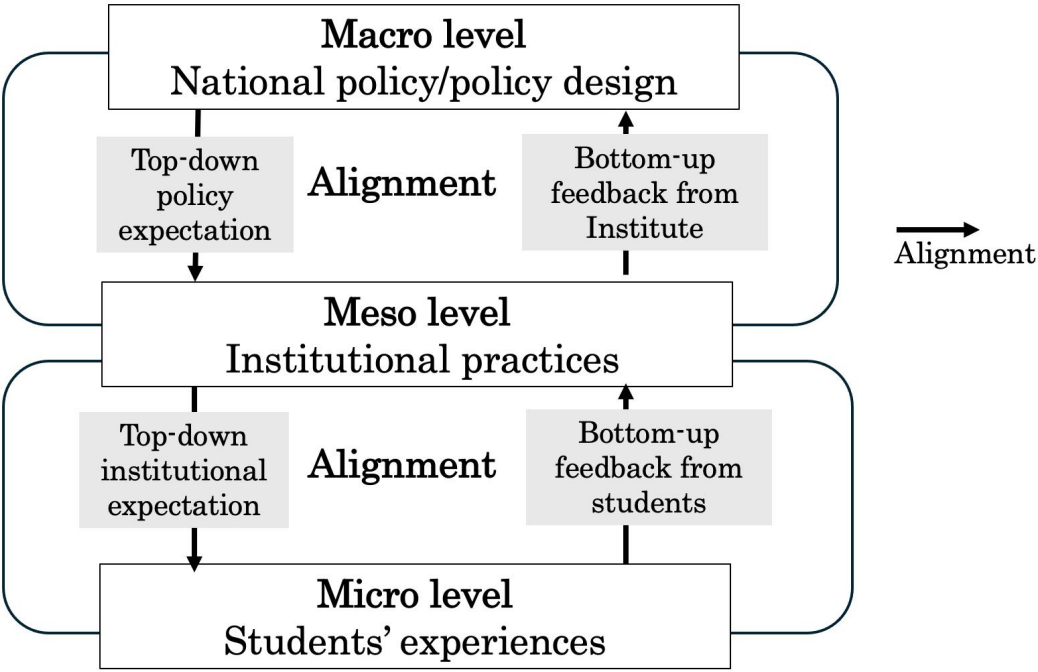 Macro level
National policy/policy design
Top-down
policy
expectation
Alignment
Bottom-up
feedback from
Institute
Alignment
Meso level
Institutional practices
Top-down
institutional
expectation
Alignment
Bottom-up
feedback from
students
Micro level
Students’ experiences